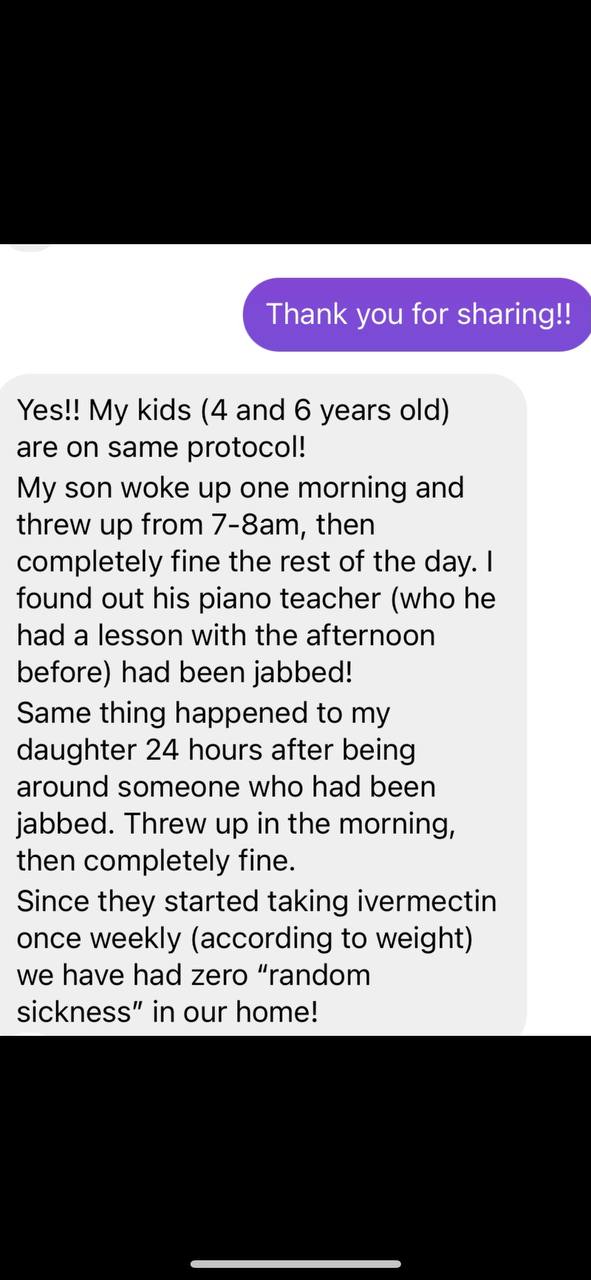 Thank you for sharing!!
Yes!! My kids (4 and 6 years old)
are on same protocol!
My son woke up one morning and
threw up from 7-8am, then
completely fine the rest of the day. I
found out his piano teacher (who he
had a lesson with the afternoon
before) had been jabbed!
Same thing happened to my
daughter 24 hours after being
around someone who had been
jabbed. Threw up in the morning,
then completely fine.
Since they started taking ivermectin
once weekly (according to weight)
we have had zero “random
sickness” in our home!